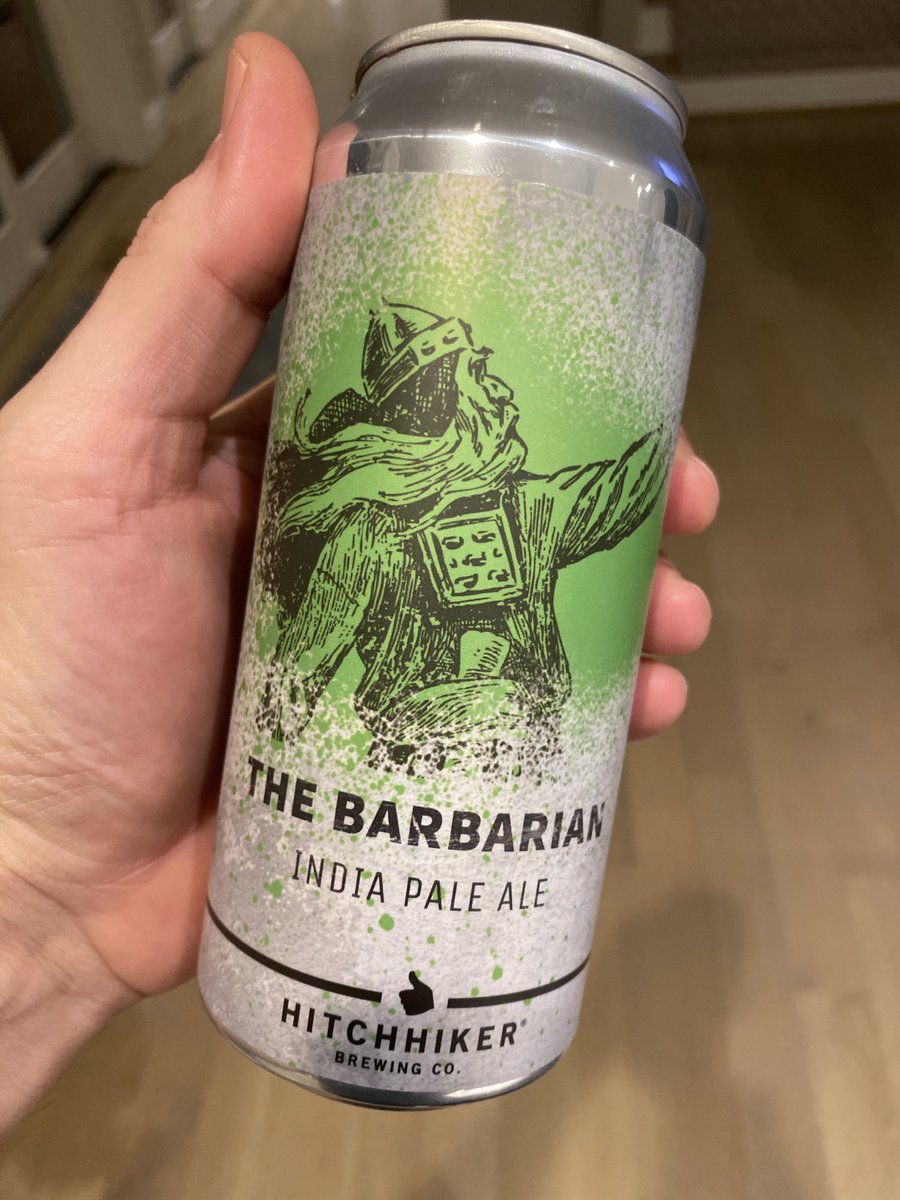 THE BARBARIAN
INDIA PALE ALE
HITCHHIKER®
BREWING CO.